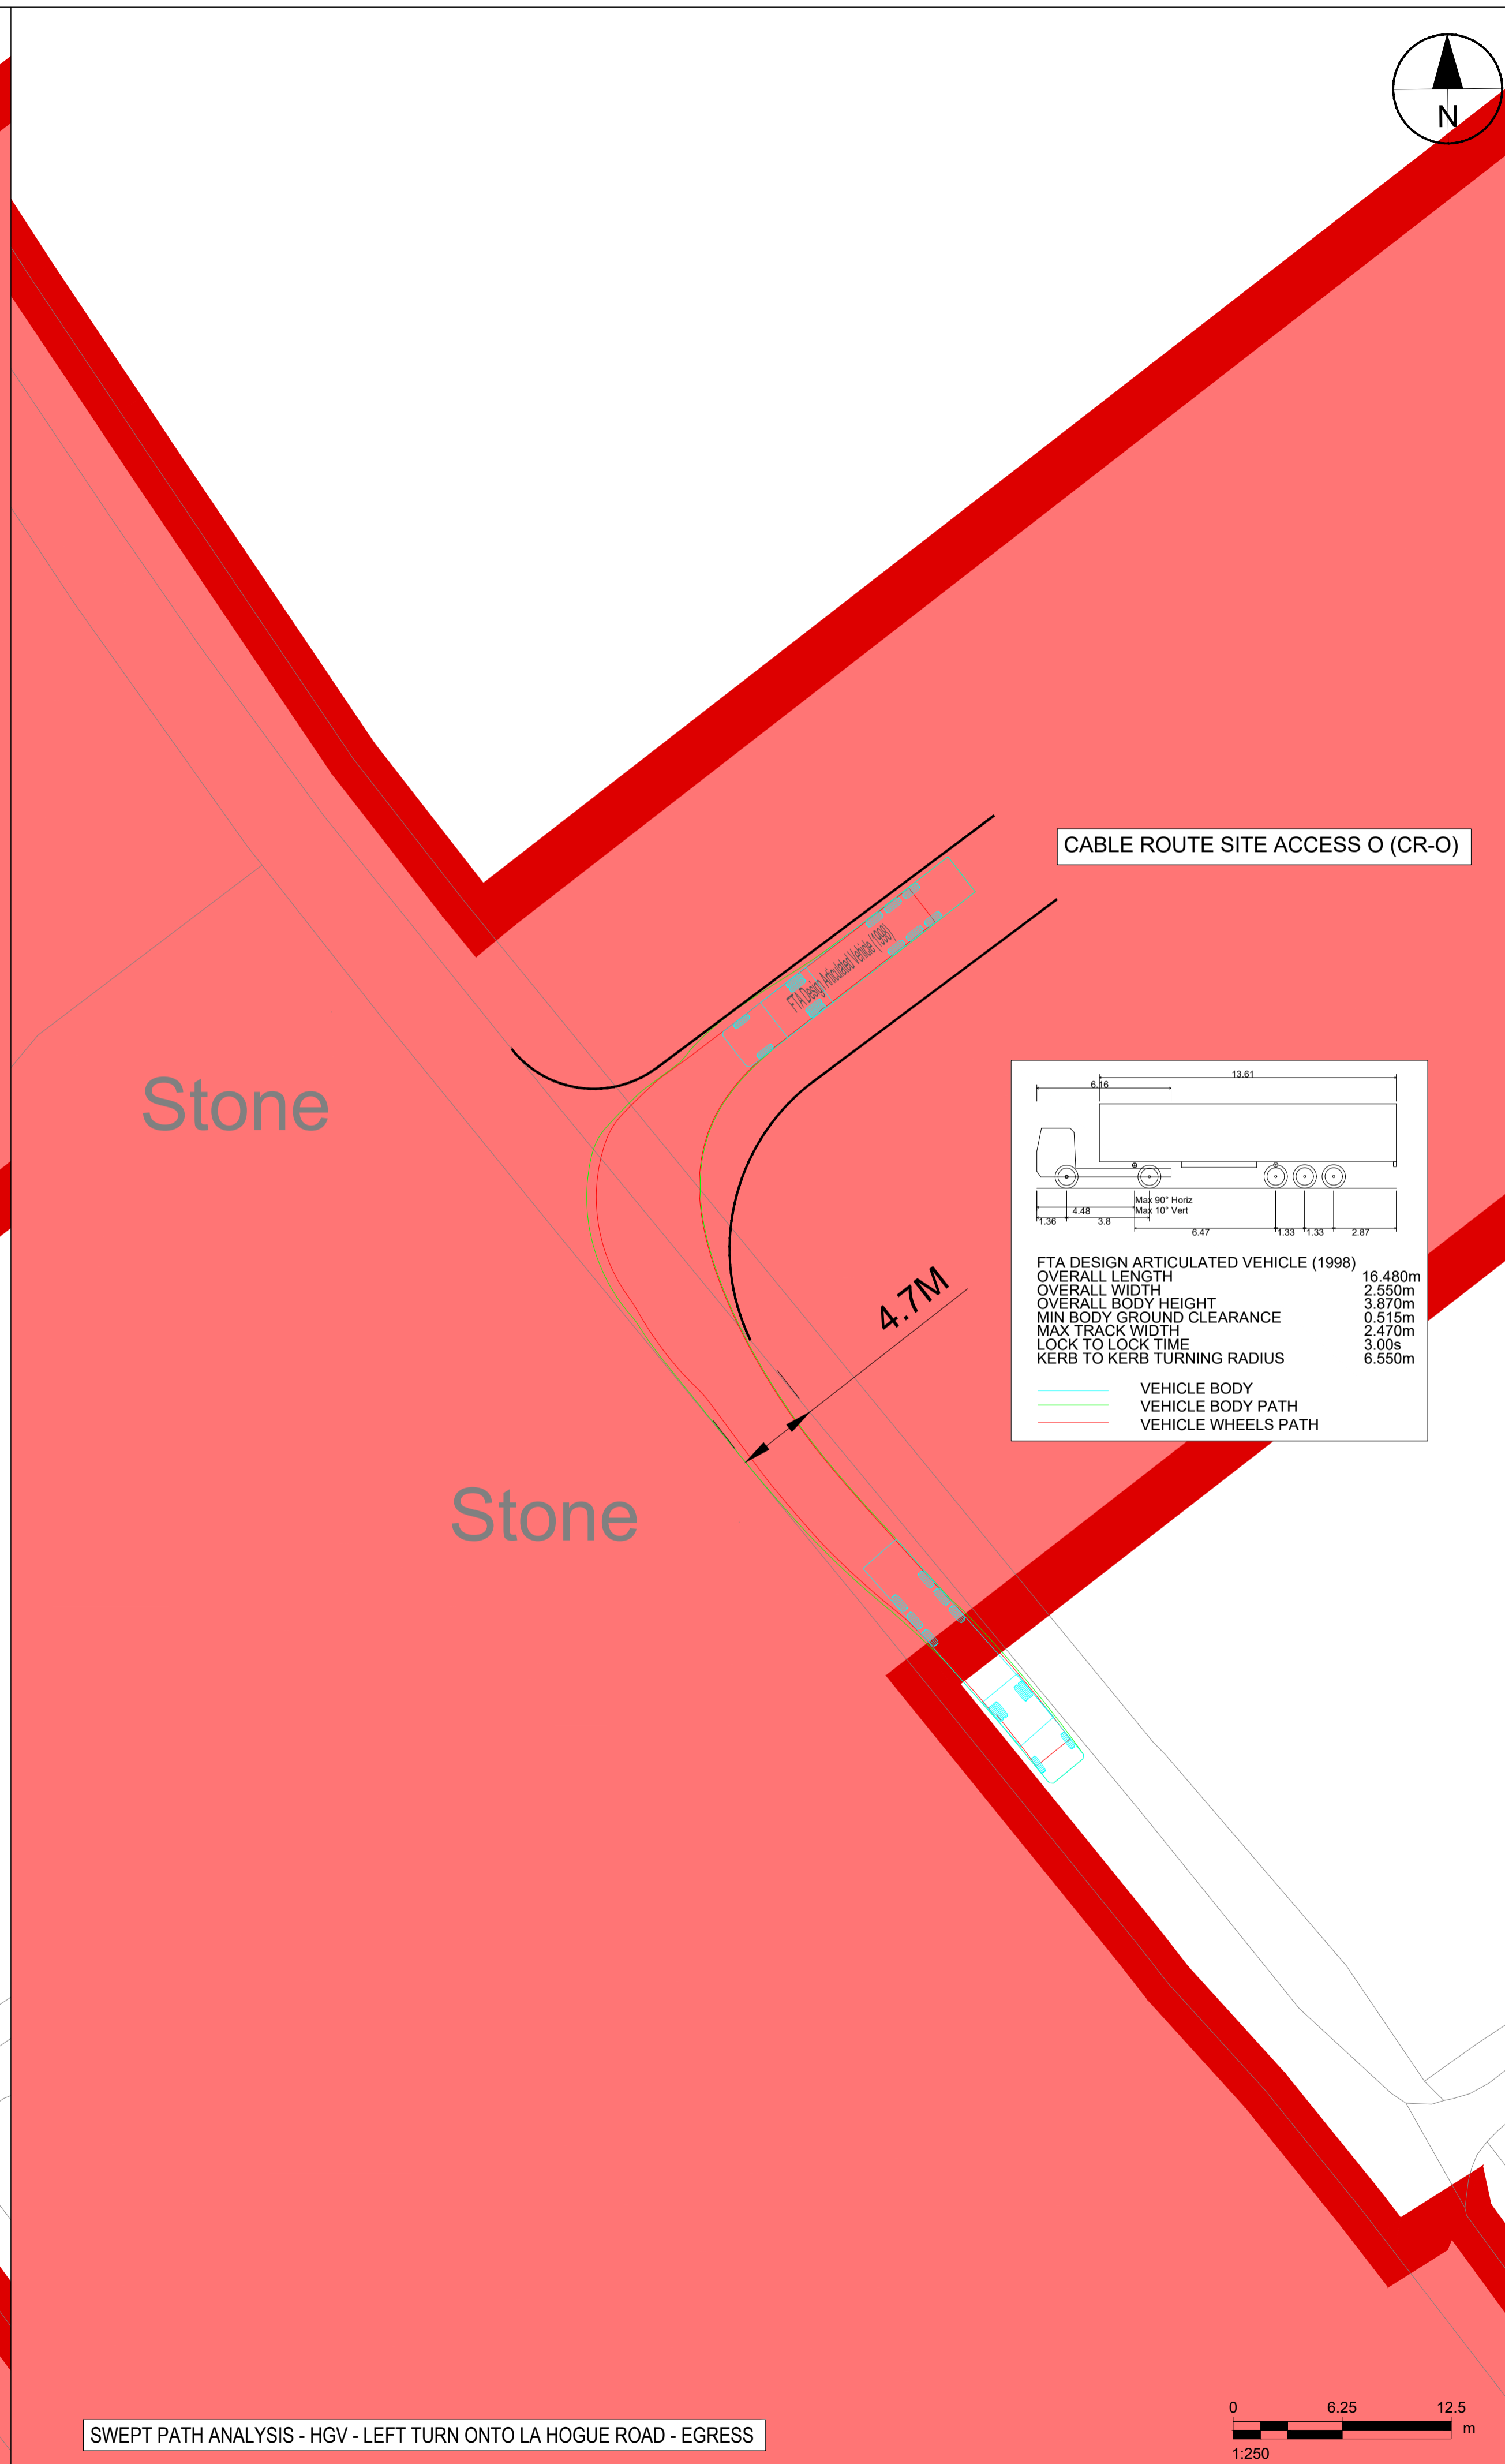 N
CABLE ROUTE SITE ACCESS O (CR-O)
FTA Design Articulated Vehicle (1998)
Stone
4.7M
Stone
13.61
6.16
Max 90° Horiz
Max 10° Vert
1.36
4.48
3.8
6.47
1.33
1.33
2.87
FTA DESIGN ARTICULATED VEHICLE (1998)
OVERALL LENGTH 16.480m
OVERALL WIDTH 2.550m
OVERALL BODY HEIGHT 3.870m
MIN BODY GROUND CLEARANCE 0.515m
MAX TRACK WIDTH 2.470m
LOCK TO LOCK TIME 3.00s
KERB TO KERB TURNING RADIUS 6.550m
VEHICLE BODY
VEHICLE BODY PATH
VEHICLE WHEELS PATH
SWEPT PATH ANALYSIS - HGV - LEFT TURN ONTO LA HOGUE ROAD - EGRESS
0 6.25 12.5
m
1:250